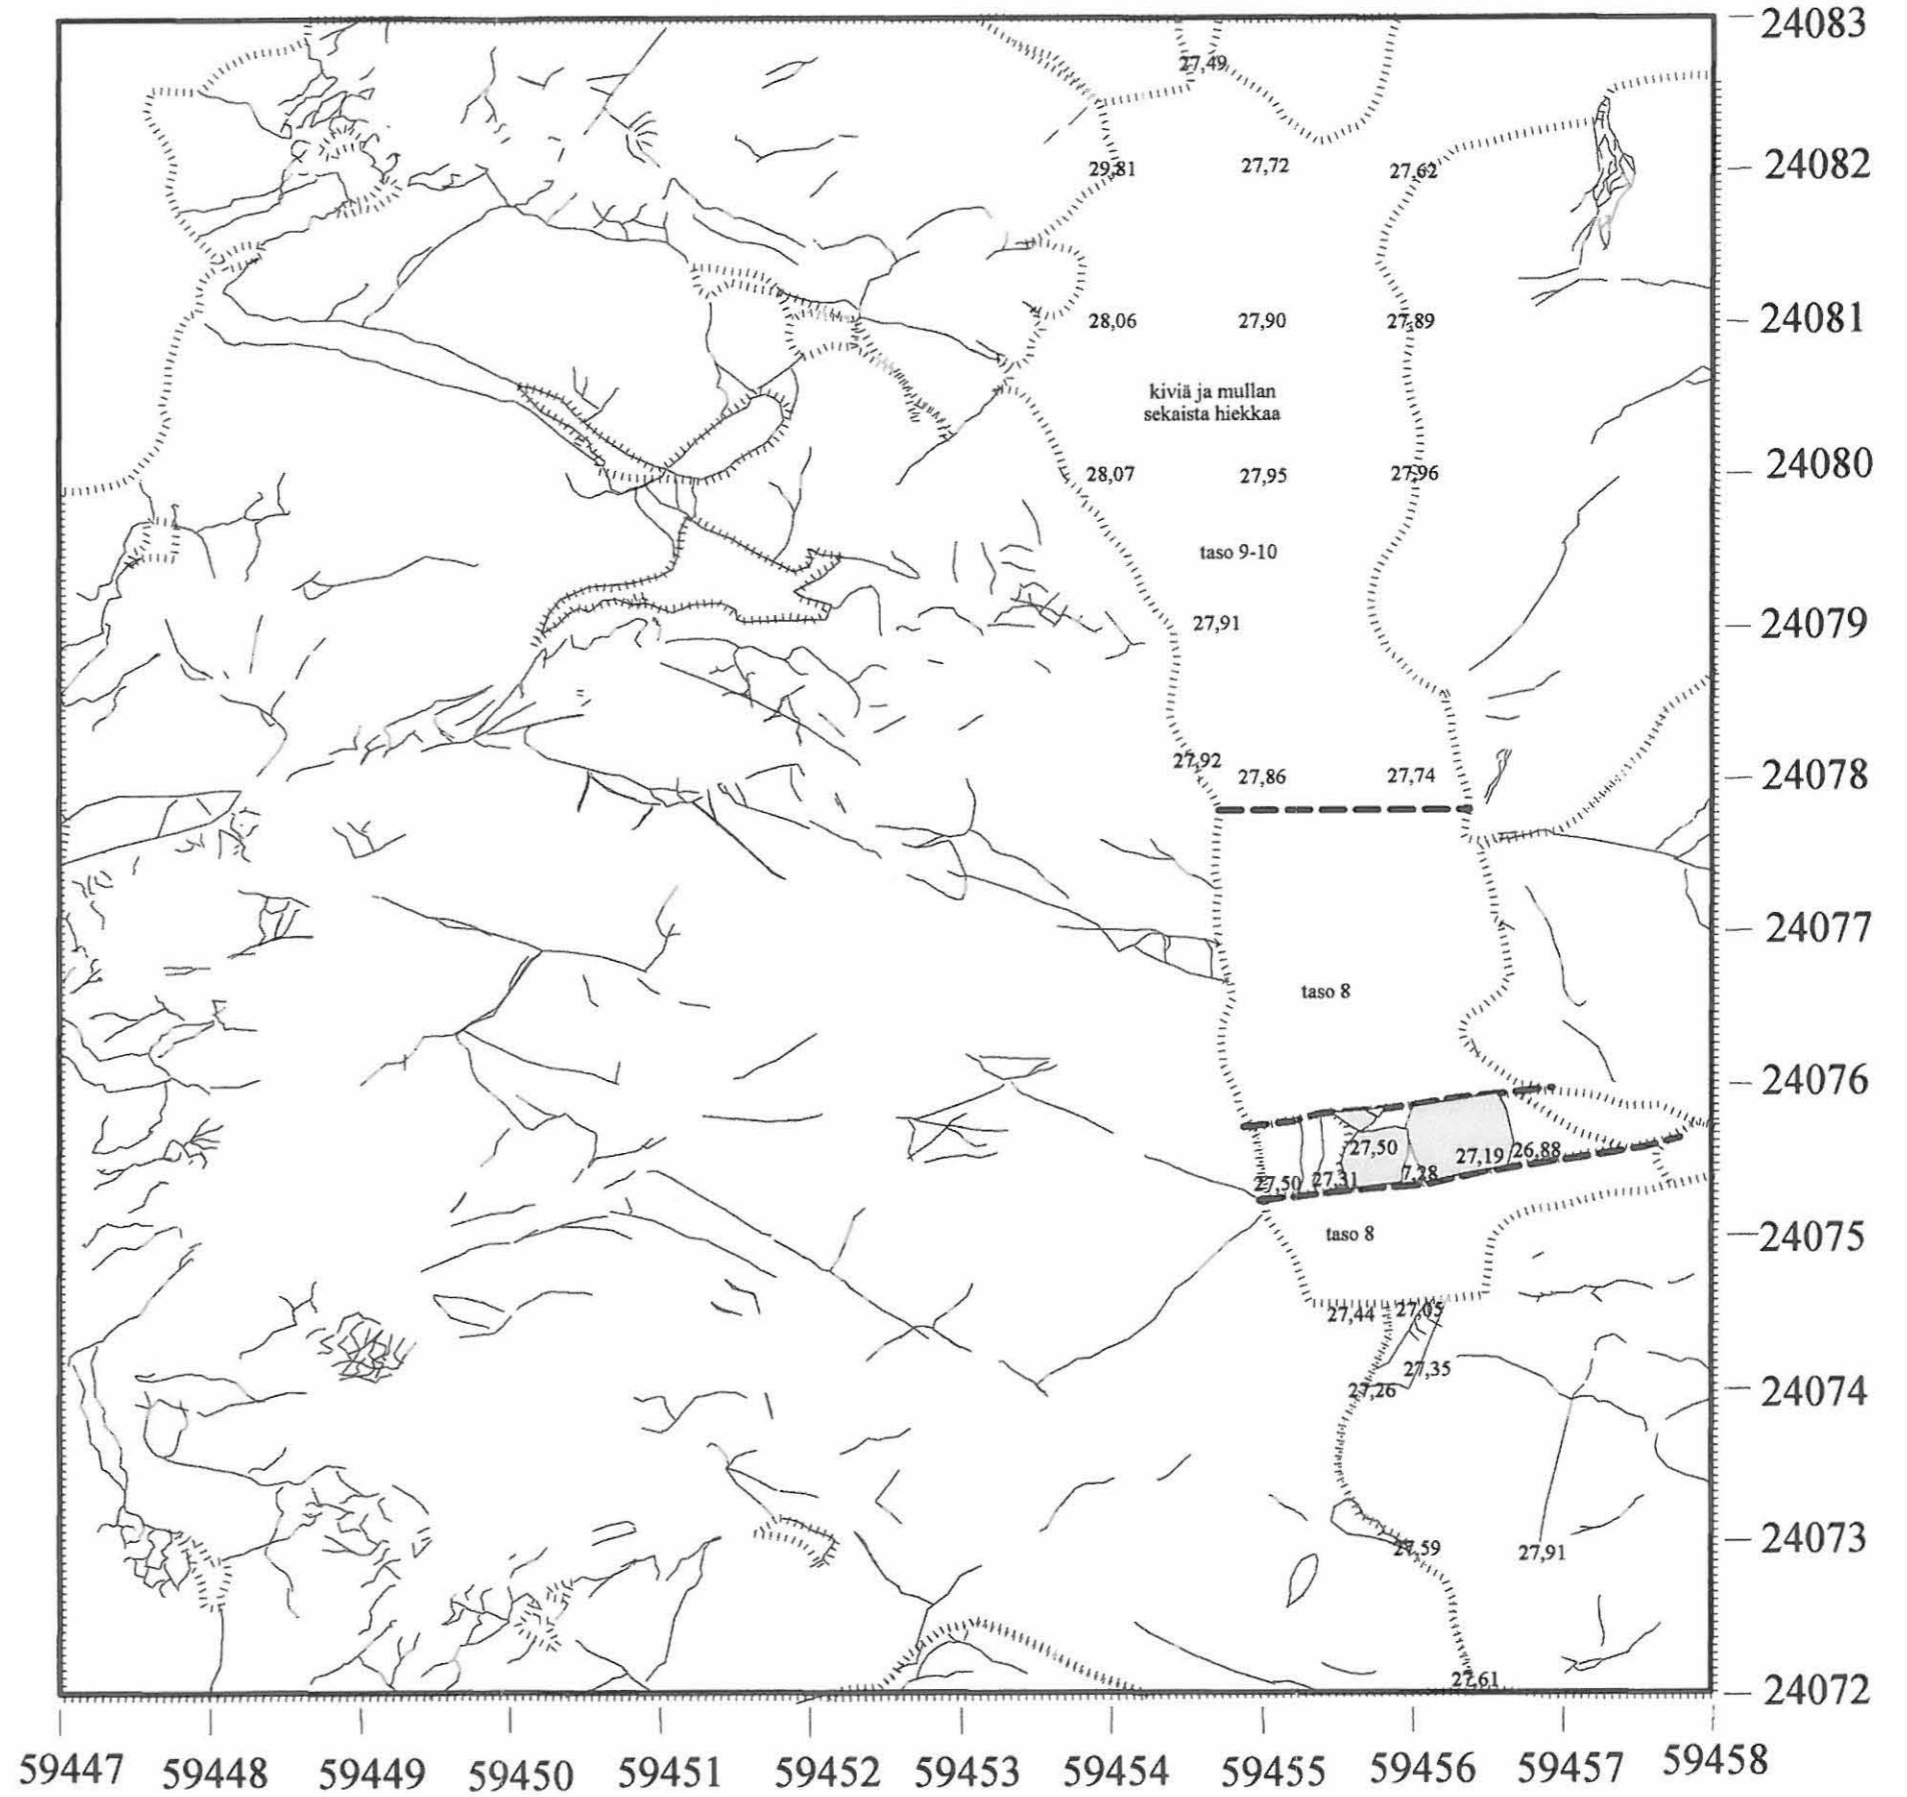 24083
27,49
29,81 27,72 27,62
24082
28,06 27,90 27,89
24081
kiviä ja mullan
sekaista hiekkaa
28,07 27,95 27,96
24080
taso 9-10
27,91
24079
27,92
27,86 27,74
24078
24077
taso 8
24076
27,50 27,19 26,88
27,50 27,31 7,28
taso 8
24075
27,44 27,05
27,35
27,26
24074
27,59 27,91
24073
27,61
24072
59447 59448 59449 59450 59451 59452 59453 59454 59455 59456 59457 59458